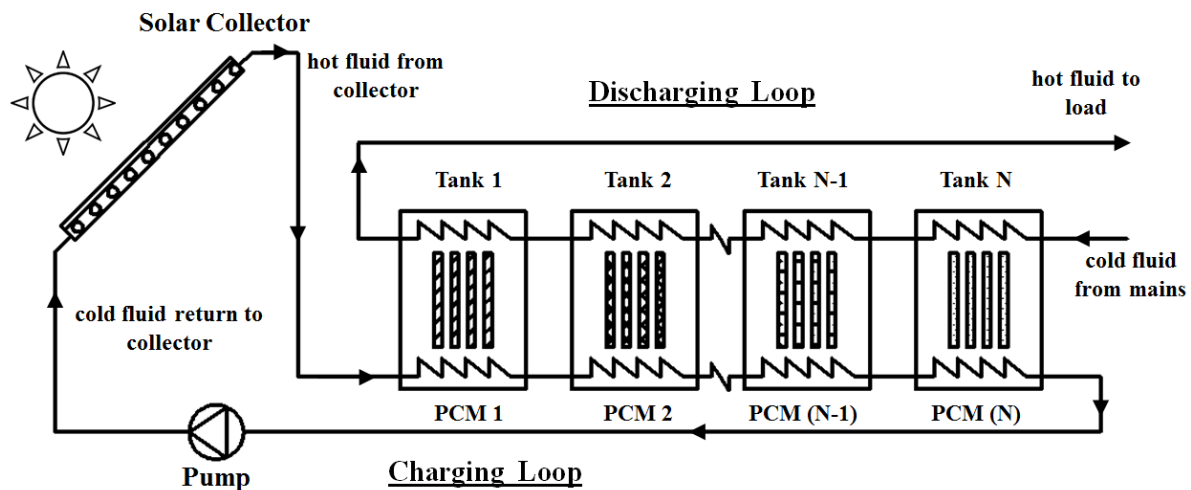 Solar Collector
hot fluid from
collector
Discharging Loop
hot fluid to
load
Tank 1
Tank 2
Tank N-1
Tank N
cold fluid
from mains
cold fluid return to
collector
PCM 1
PCM 2
PCM (N-1)
PCM (N)
Pump
Charging Loop